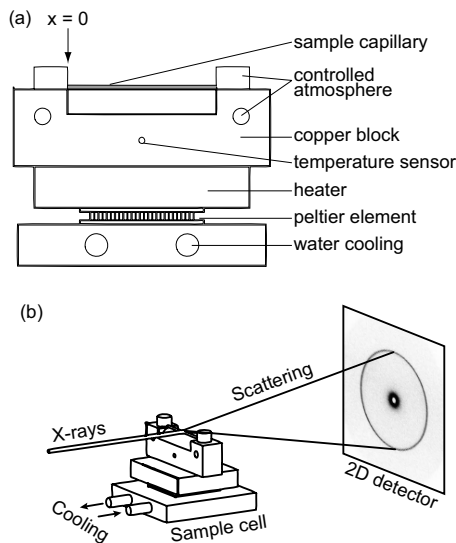 (a)
x = 0
sample capillary
controlled
atmosphere
copper block
temperature sensor
heater
peltier element
water cooling
(b)
Scattering
X-rays
2D detector
Cooling
Sample cell